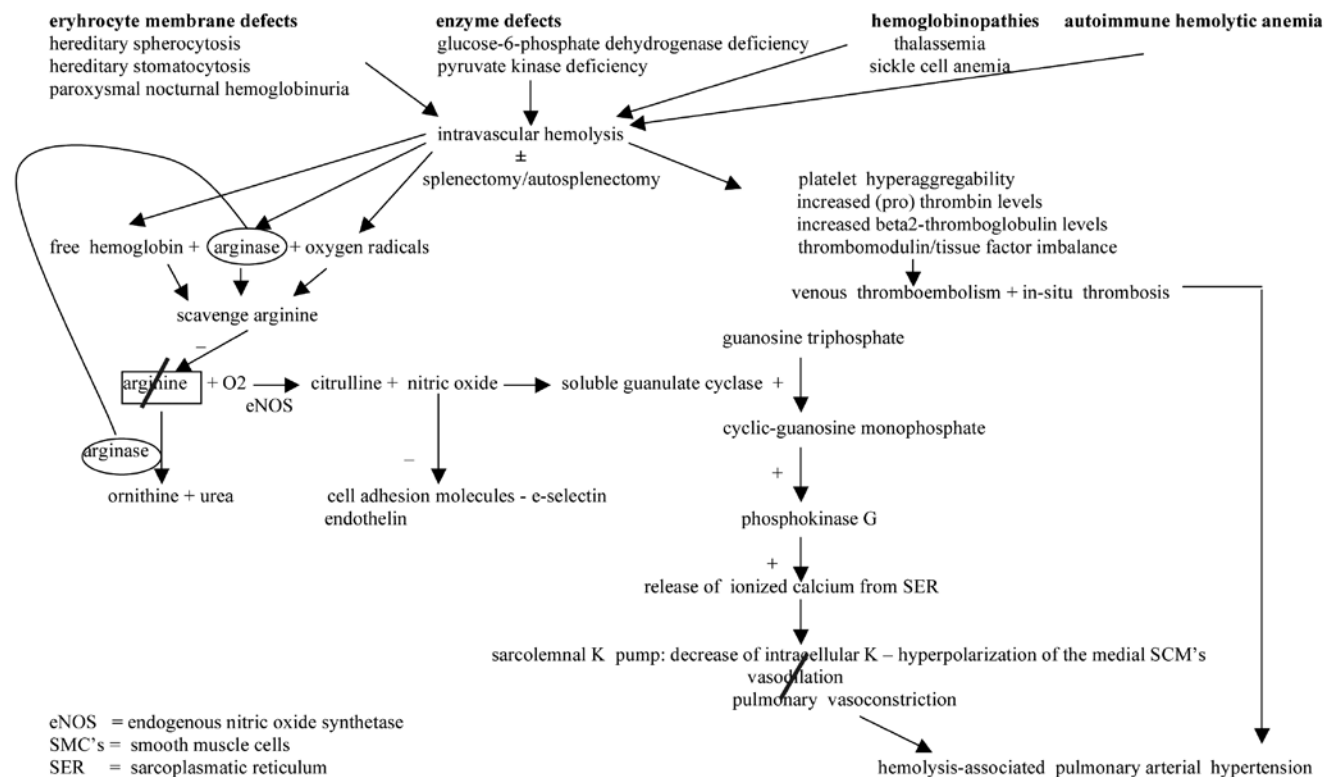 eryhrocyte membrane defects
hereditary spherocytosis
hereditary stomatocytosis
paroxysmal nocturnal hemoglobinuria
enzyme defects
glucose-6-phosphate dehydrogenase deficiency
pyruvate kinase deficiency
hemoglobinopathies
thalassemia
sickle cell anemia
autoimmune hemolytic anemia
intravascular hemolysis
±
splenectomy/autosplenectomy
platelet hyperaggregability
increased (pro) thrombin levels
increased beta2-thromboglobulin levels
thrombomodulin/tissue factor imbalance
free hemoglobin + arginase + oxygen radicals
venous thromboembolism + in-situ thrombosis
scavenge arginine
–
guanosine triphosphate
arginine + O2
eNOS
citrulline + nitric oxide
soluble guanulate cyclase +
cyclic-guanosine monophosphate
arginase
–
+
ornithine + urea
cell adhesion molecules - e-selectin
endothelin
phosphokinase G
+
release of ionized calcium from SER
sarcolemnal K pump: decrease of intracellular K – hyperpolarization of the medial SCM's
vasodilation
pulmonary vasoconstriction
eNOS = endogenous nitric oxide synthetase
SMC's = smooth muscle cells
SER = sarcoplasmatic reticulum
hemolysis-associated pulmonary arterial hypertension